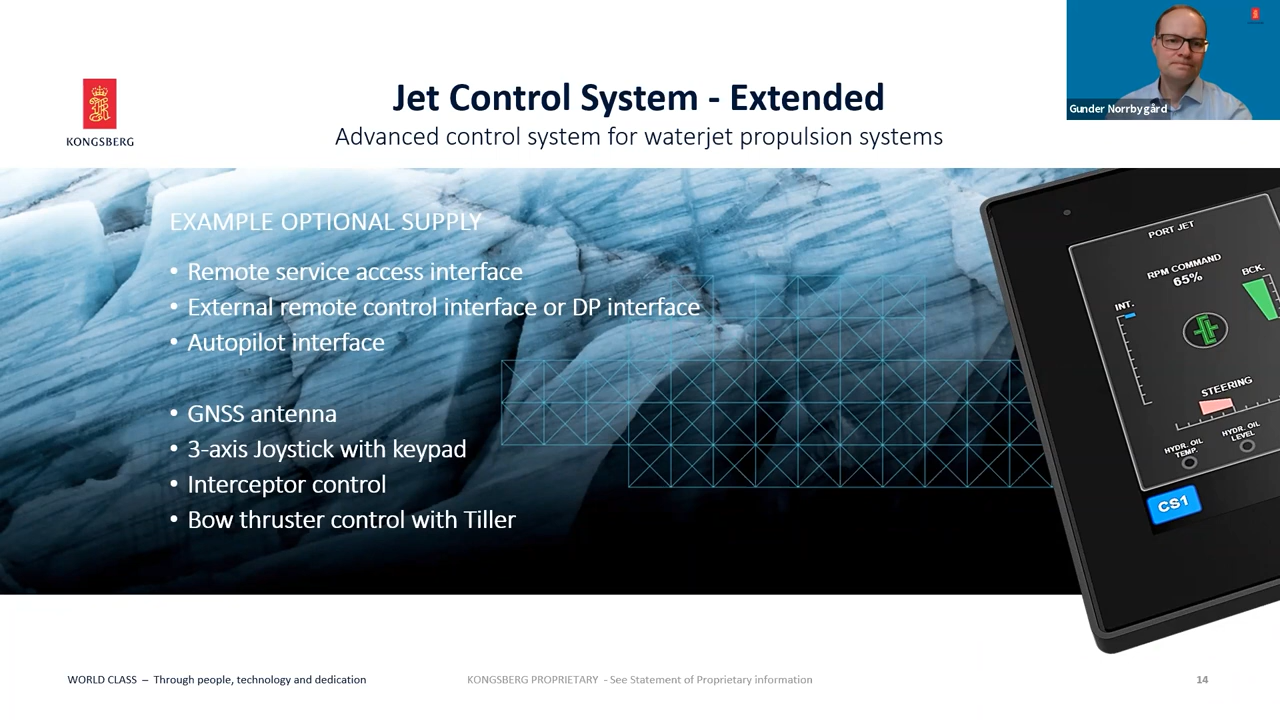 Gunder Norrbygård
KONGSBERG
Jet Control System - Extended
Advanced control system for waterjet propulsion systems
EXAMPLE OPTIONAL SUPPLY
• Remote service access interface
• External remote control interface or DP interface
• Autopilot interface
• GNSS antenna
• 3-axis Joystick with keypad
• Interceptor control
• Bow thruster control with Tiller
PORT JET
RPM COMMAND
65%
BCK.
INT.
STEERING
HYDR. OIL
TEMP.
HYDR. OIL
LEVEL
CS1
WORLD CLASS – Through people, technology and dedication
KONGSBERG PROPRIETARY - See Statement of Proprietary information
14